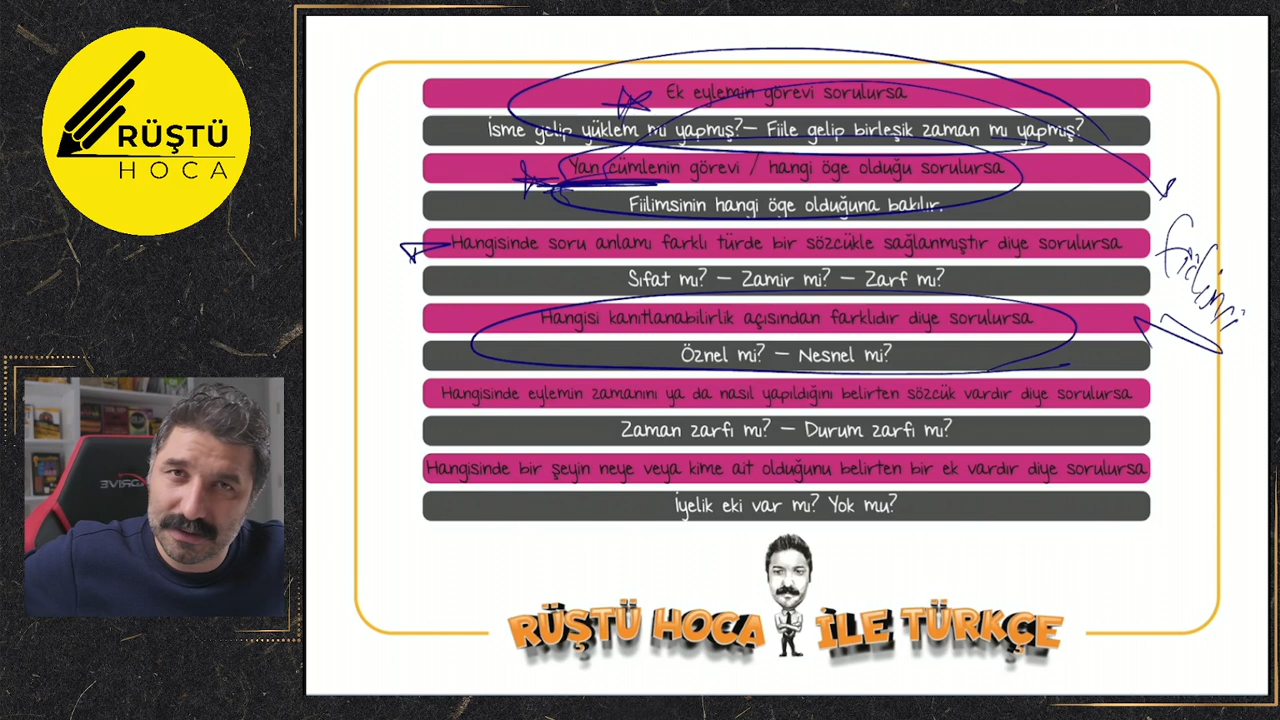 RÜŞTÜ
HOCA
Ek eylemin görevi sorulursa
İsme gelip yüklem mi yapmış?— Fiile gelip birleşik zaman mı yapmış?
Yan cümlenin görevi / hangi öge olduğu sorulursa
Fiilimsinin hangi öge olduğuna bakılır.
Hangisinde soru anlamı farklı türde bir sözcükle sağlanmıştır diye sorulursa
Sıfat mı? — Zamir mi? — Zarf mı?
Hangisi kanıtlanabilirlik açısından farklıdır diye sorulursa
Öznel mi? — Nesnel mi?
Hangisinde eylemin zamanını ya da nasıl yapıldığını belirten sözcük vardır diye sorulursa
Zaman zarfı mı? — Durum zarfı mı?
Hangisinde bir şeyin neye veya kime ait olduğunu belirten bir ek vardır diye sorulursa
İyelik eki var mı? Yok mu?
RÜŞTÜ HOCA İLE TÜRKÇE